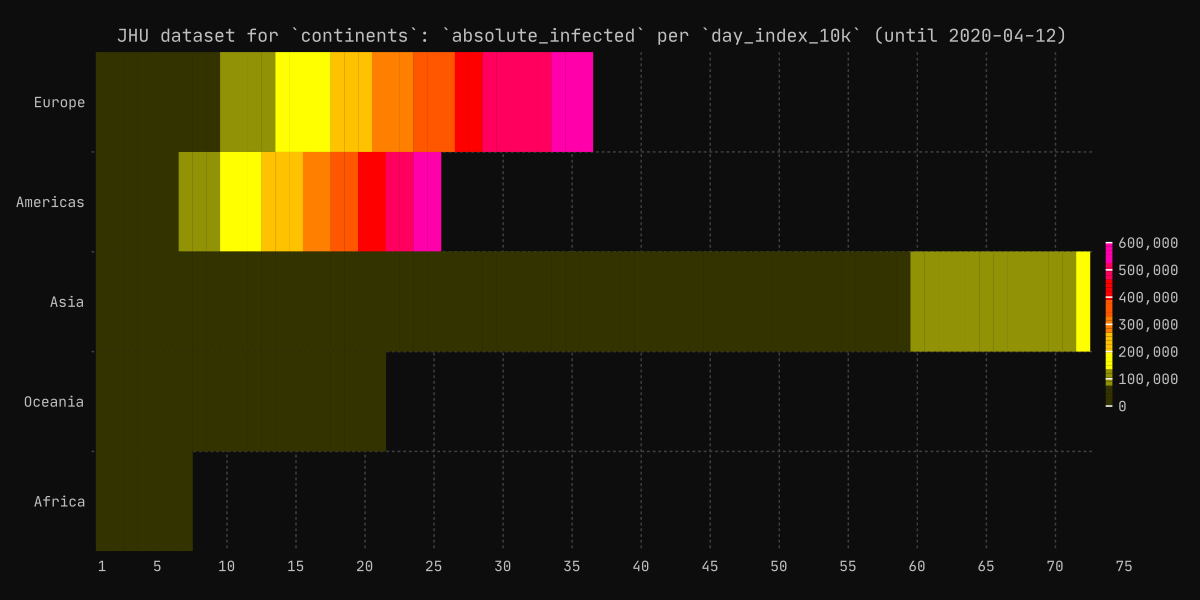 JHU dataset for `continents`: `absolute_infected` per `day_index_10k` (until 2020-04-12)
Europe
Americas
Asia
Oceania
Africa
600,000
500,000
400,000
300,000
200,000
100,000
0
1 5 10 15 20 25 30 35 40 45 50 55 60 65 70 75